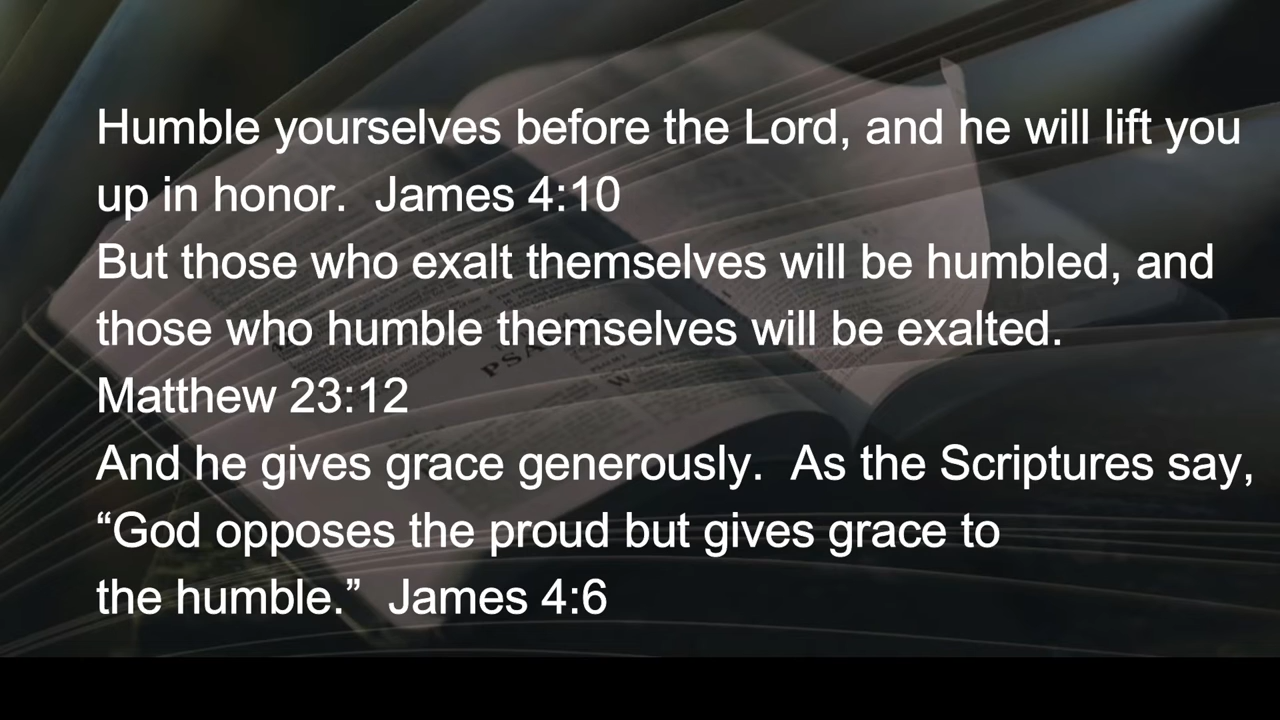 Humble yourselves before the Lord, and he will lift you
up in honor.  James 4:10
But those who exalt themselves will be humbled, and
those who humble themselves will be exalted.
Matthew 23:12
And he gives grace generously.  As the Scriptures say,
“God opposes the proud but gives grace to
the humble.”  James 4:6